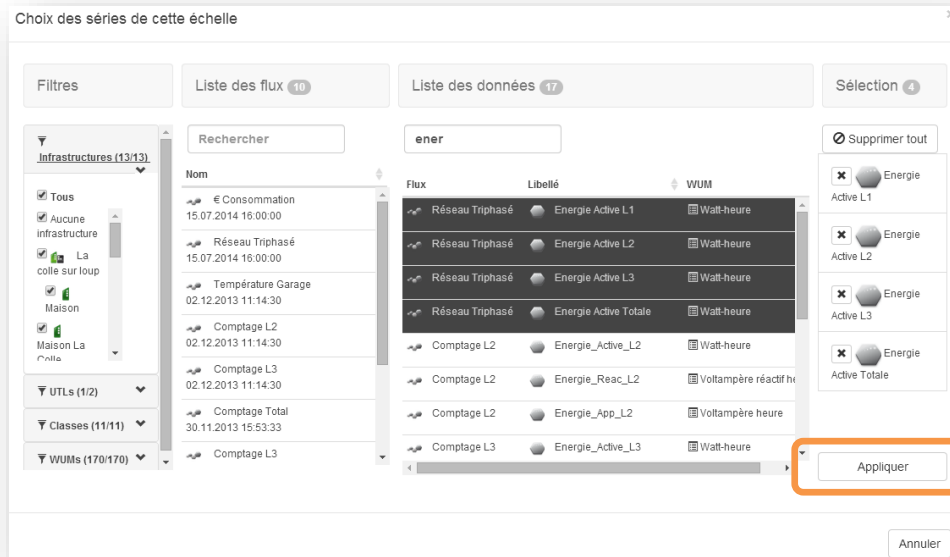 Choix des séries de cette échelle
Filtres
Liste des flux 10
Liste des données 17
Sélection 4
Infrastructures (13/13)
Tous
Aucune
infrastructure
La
colle sur loup
Maison
Maison La
Colle
UTLs (1/2)
Classes (11/11)
WUMs (170/170)
Rechercher
Nom
€ Consommation
15.07.2014 16:00:00
Réseau Triphasé
15.07.2014 16:00:00
Température Garage
02.12.2013 11:14:30
Comptage L2
02.12.2013 11:14:30
Comptage L3
02.12.2013 11:14:30
Comptage Total
30.11.2013 15:53:33
Comptage L3
ener
Flux Libellé WUM
Réseau Triphasé Energie Active L1 Watt-heure
Réseau Triphasé Energie Active L2 Watt-heure
Réseau Triphasé Energie Active L3 Watt-heure
Réseau Triphasé Energie Active Totale Watt-heure
Comptage L2 Energie_Active_L2 Watt-heure
Comptage L2 Energie_Reac_L2 Voltampère réactif he
Comptage L2 Energie_App_L2 Voltampère heure
Comptage L3 Energie_Active_L3 Watt-heure
Supprimer tout
Energie
Active L1
Energie
Active L2
Energie
Active L3
Energie
Active Totale
Appliquer
Annuler